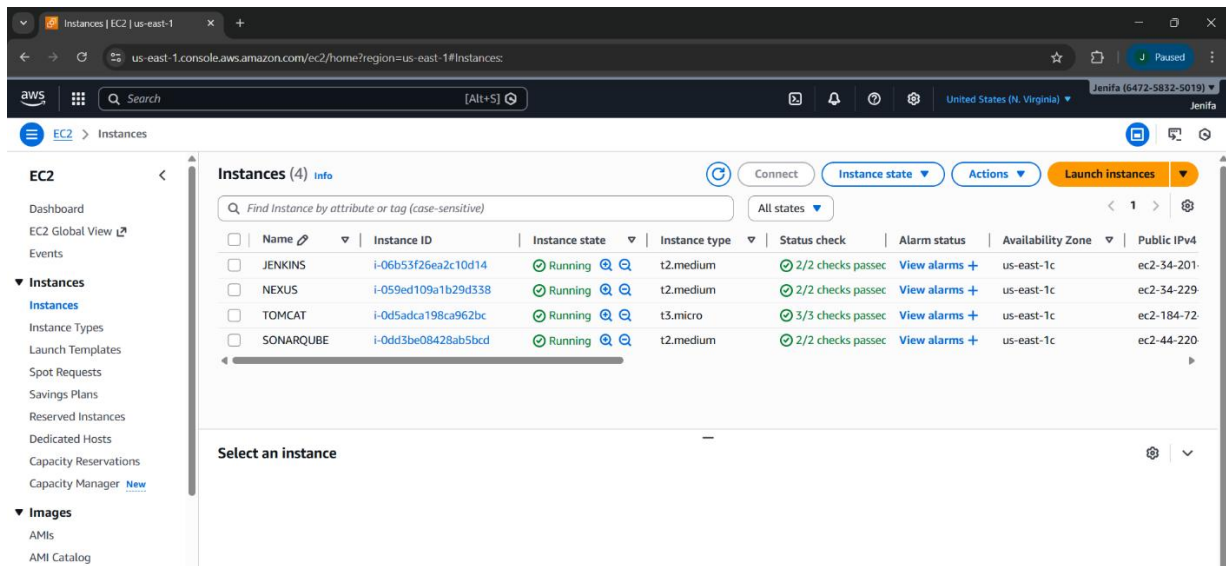 Instances | EC2 | us-east-1
us-east-1.console.aws.amazon.com/ec2/home?region=us-east-1#Instances:
J Paused
aws Search [Alt+S] United States (N. Virginia) Jenifa (6472-5832-5019)
Jenifa
EC2 > Instances
EC2
Dashboard
EC2 Global View
Events
Instances
Instances
Instance Types
Launch Templates
Spot Requests
Savings Plans
Reserved Instances
Dedicated Hosts
Capacity Reservations
Capacity Manager New
Images
AMIs
AMI Catalog
Instances (4) Info Connect Instance state Actions Launch instances
Find Instance by attribute or tag (case-sensitive) All states 1
Name Instance ID Instance state Instance type Status check Alarm status Availability Zone Public IPv4
JENKINS i-06b53f26ea2c10d14 Running t2.medium 2/2 checks passec View alarms + us-east-1c ec2-34-201-
NEXUS i-059ed109a1b29d338 Running t2.medium 2/2 checks passec View alarms + us-east-1c ec2-34-229-
TOMCAT i-0d5adca198ca962bc Running t3.micro 3/3 checks passec View alarms + us-east-1c ec2-184-72-
SONARQUBE i-0dd3be08428ab5bcd Running t2.medium 2/2 checks passec View alarms + us-east-1c ec2-44-220-
Select an instance